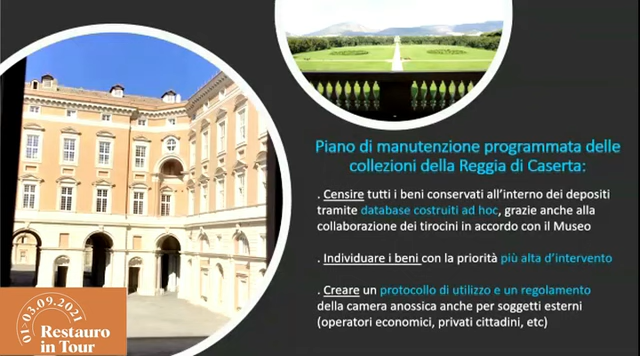 Piano di manutenzione programmata delle
collezioni della Reggia di Caserta:
. Censire tutti i beni conservati all'interno dei depositi
tramite database costruiti ad hoc, grazie anche alla
collaborazione dei tirocini in accordo con il Museo
. Individuare i beni con la priorità più alta d'intervento
. Creare un protocollo di utilizzo e un regolamento
della camera anossica anche per soggetti esterni
(operatori economici, privati cittadini, etc)
01>03.09.2021
Restauro
in Tour